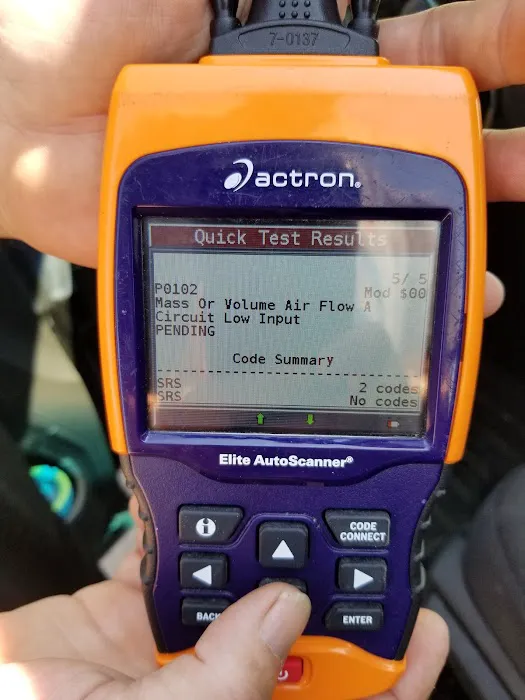 7-0137
actron®
Quick Test Results
5/ 5
P0102 Mod $00
Mass Or Volume Air Flow A
Circuit Low Input
PENDING
Code Summary
SRS 2 codes
SRS No codes
Elite AutoScanner®
CODE CONNECT
BACK
ENTER